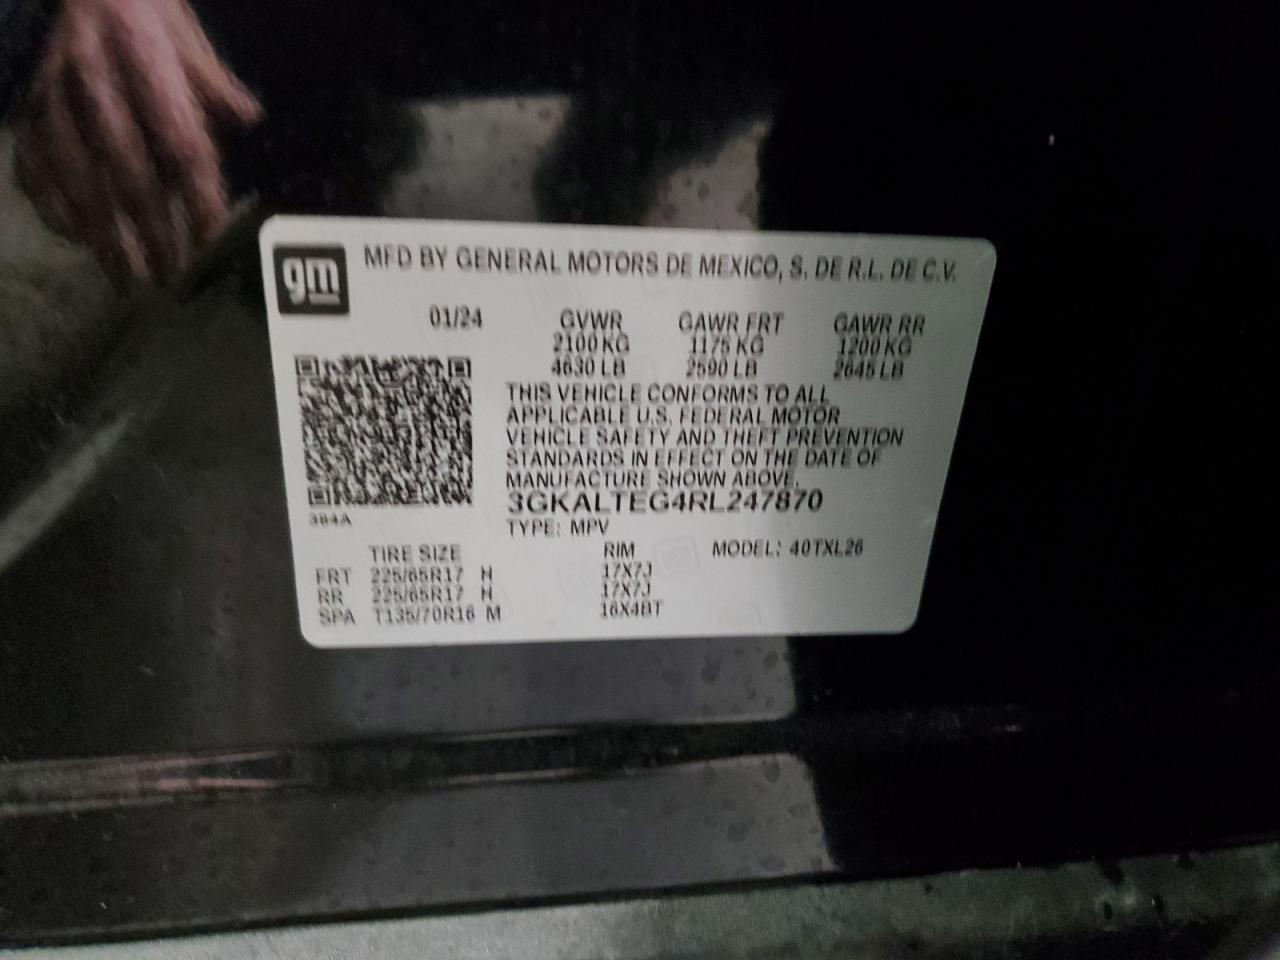 gm
MFD BY GENERAL MOTORS DE MEXICO, S. DE R.L. DE C.V.
01/24 GVWR GAWR FRT GAWR RR
2100 KG 1175 KG 1200 KG
4630 LB 2590 LB 2645 LB
THIS VEHICLE CONFORMS TO ALL
APPLICABLE U.S. FEDERAL MOTOR
VEHICLE SAFETY AND THEFT PREVENTION
STANDARDS IN EFFECT ON THE DATE OF
MANUFACTURE SHOWN ABOVE.
3GKALTEG4RL247870
384A
TYPE: MPV
TIRE SIZE RIM MODEL: 40TXL26
FRT 225/65R17 H 17X7J
RR 225/65R17 H 17X7J
SPA T135/70R16 M 16X4BT